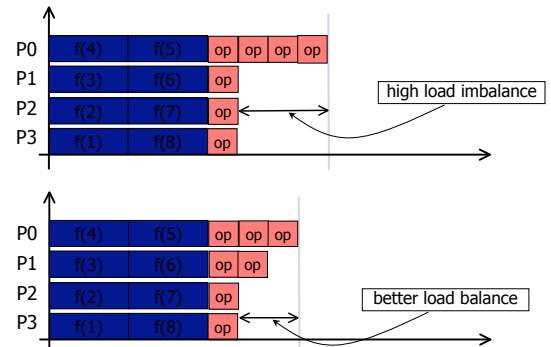 P0 f(4) f(5) op op op op
P1 f(3) f(6) op
high load imbalance
P2 f(2) f(7) op
P3 f(1) f(8) op
P0 f(4) f(5) op op op
P1 f(3) f(6) op op
P2 f(2) f(7) op
better load balance
P3 f(1) f(8) op